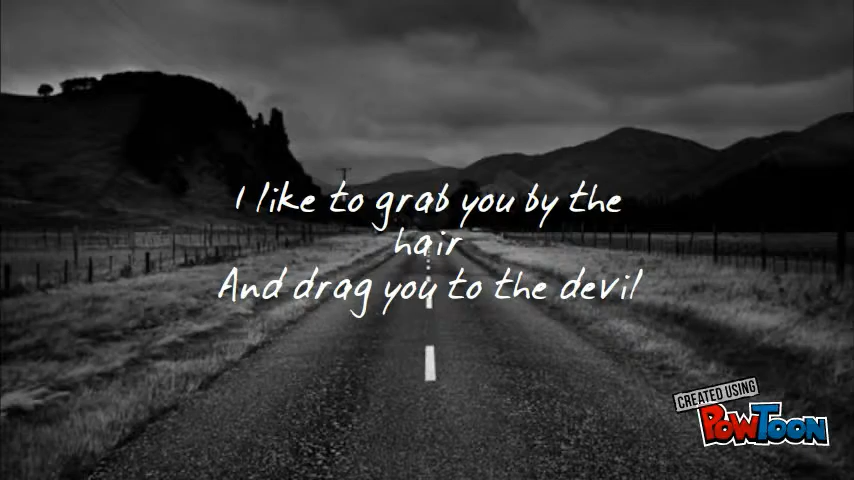 I like to grab you by the
hair
And drag you to the devil
CREATED USING
POWTOON